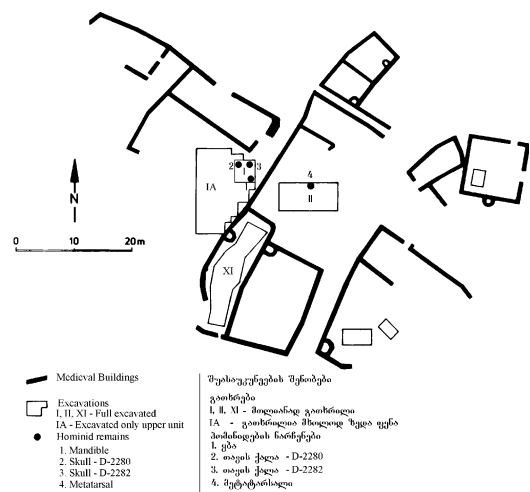 2 3
I
4
IA
II
N
0 10 20m
XI
Medieval Buildings
Excavations
I, II, XI - Full excavated
IA - Excavated only upper unit
Hominid remains
1. Mandible
2. Skull - D-2280
3. Skull - D-2282
4. Metatarsal
შუასაუკუნეების შენობები
გათხრები
I, II, XI - მთლიანად გათხრილი
IA - გათხრილია მხოლოდ ზედა ფენა
ჰომინიდების ნარჩენები
1. ყბა
2. თავის ქალა - D-2280
3. თავის ქალა - D-2282
4. მეტატარსალი